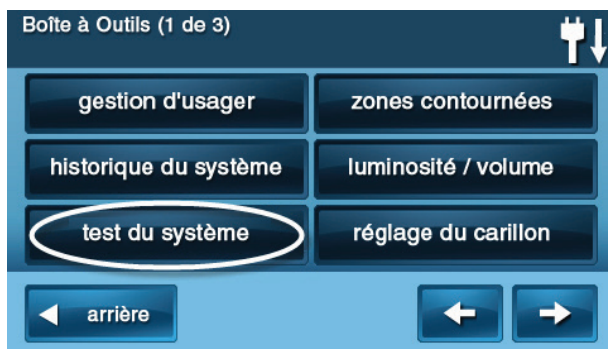 Boîte à Outils (1 de 3)
gestion d'usager
zones contournées
historique du système
luminosité / volume
test du système
réglage du carillon
arrière